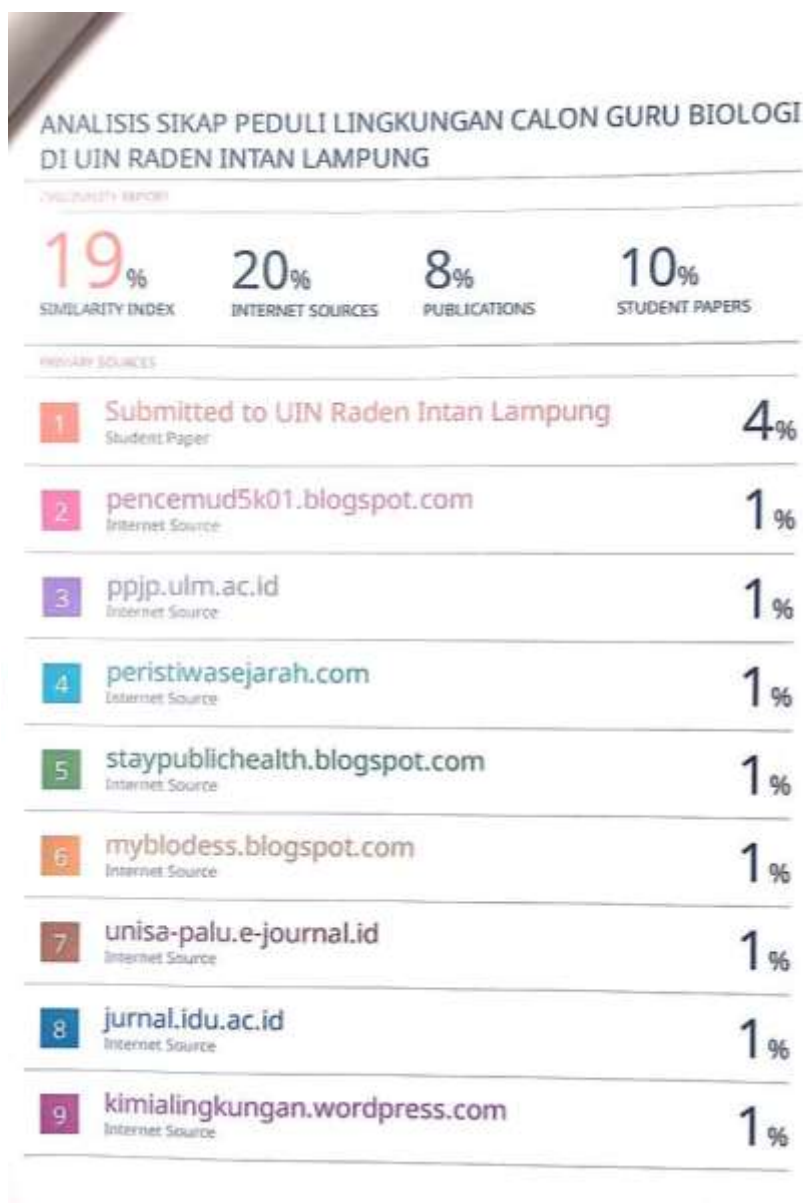 ANALISIS SIKAP PEDULI LINGKUNGAN CALON GURU BIOLOGI
DI UIN RADEN INTAN LAMPUNG
ORIGINALITY REPORT
19% 20% 8% 10%
SIMILARITY INDEX INTERNET SOURCES PUBLICATIONS STUDENT PAPERS
PRIMARY SOURCES
1 Submitted to UIN Raden Intan Lampung 4%
Student Paper
2 pencemud5k01.blogspot.com 1%
Internet Source
3 ppjp.ulm.ac.id 1%
Internet Source
4 peristiwasejarah.com 1%
Internet Source
5 staypublichealth.blogspot.com 1%
Internet Source
6 myblodess.blogspot.com 1%
Internet Source
7 unisa-palu.e-journal.id 1%
Internet Source
8 jurnal.idu.ac.id 1%
Internet Source
9 kimialingkungan.wordpress.com 1%
Internet Source